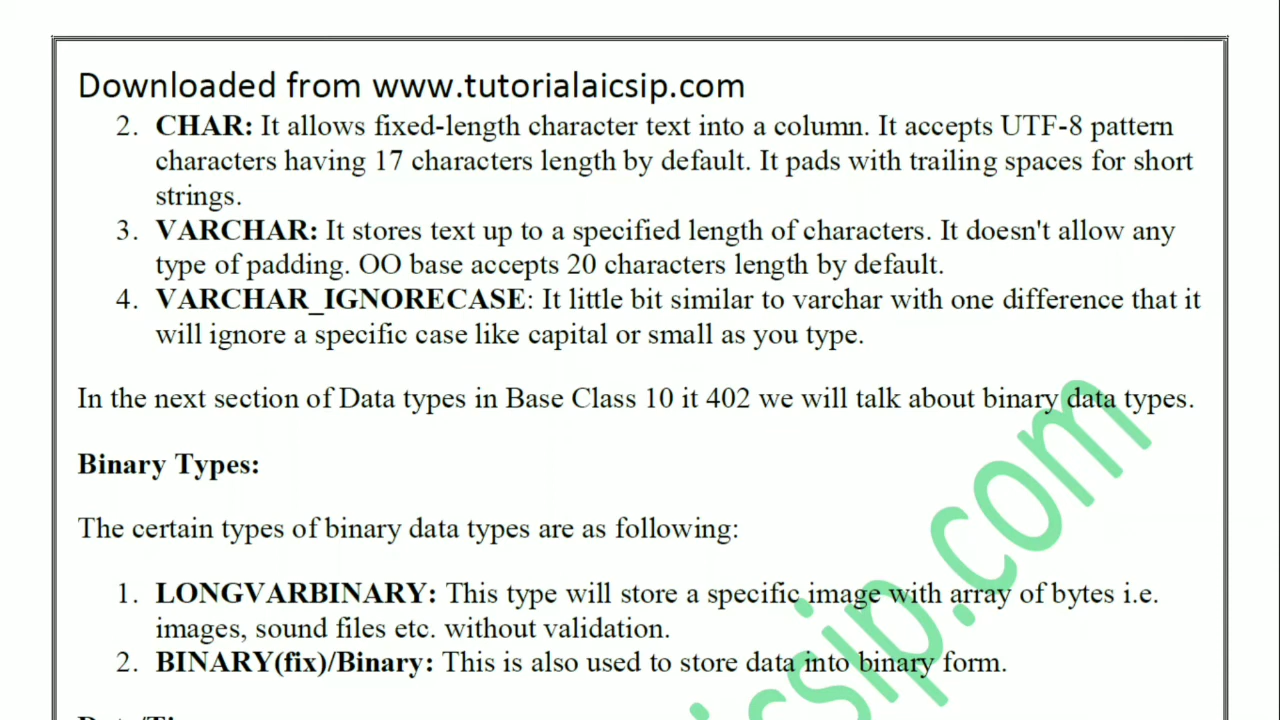 Downloaded from www.tutorialaicsip.com
2. CHAR: It allows fixed-length character text into a column. It accepts UTF-8 pattern
characters having 17 characters length by default. It pads with trailing spaces for short
strings.
3. VARCHAR: It stores text up to a specified length of characters. It doesn't allow any
type of padding. OO base accepts 20 characters length by default.
4. VARCHAR_IGNORECASE: It little bit similar to varchar with one difference that it
will ignore a specific case like capital or small as you type.
In the next section of Data types in Base Class 10 it 402 we will talk about binary data types.
Binary Types:
The certain types of binary data types are as following:
1. LONGVARBINARY: This type will store a specific image with array of bytes i.e.
images, sound files etc. without validation.
2. BINARY(fix)/Binary: This is also used to store data into binary form.
csip.com